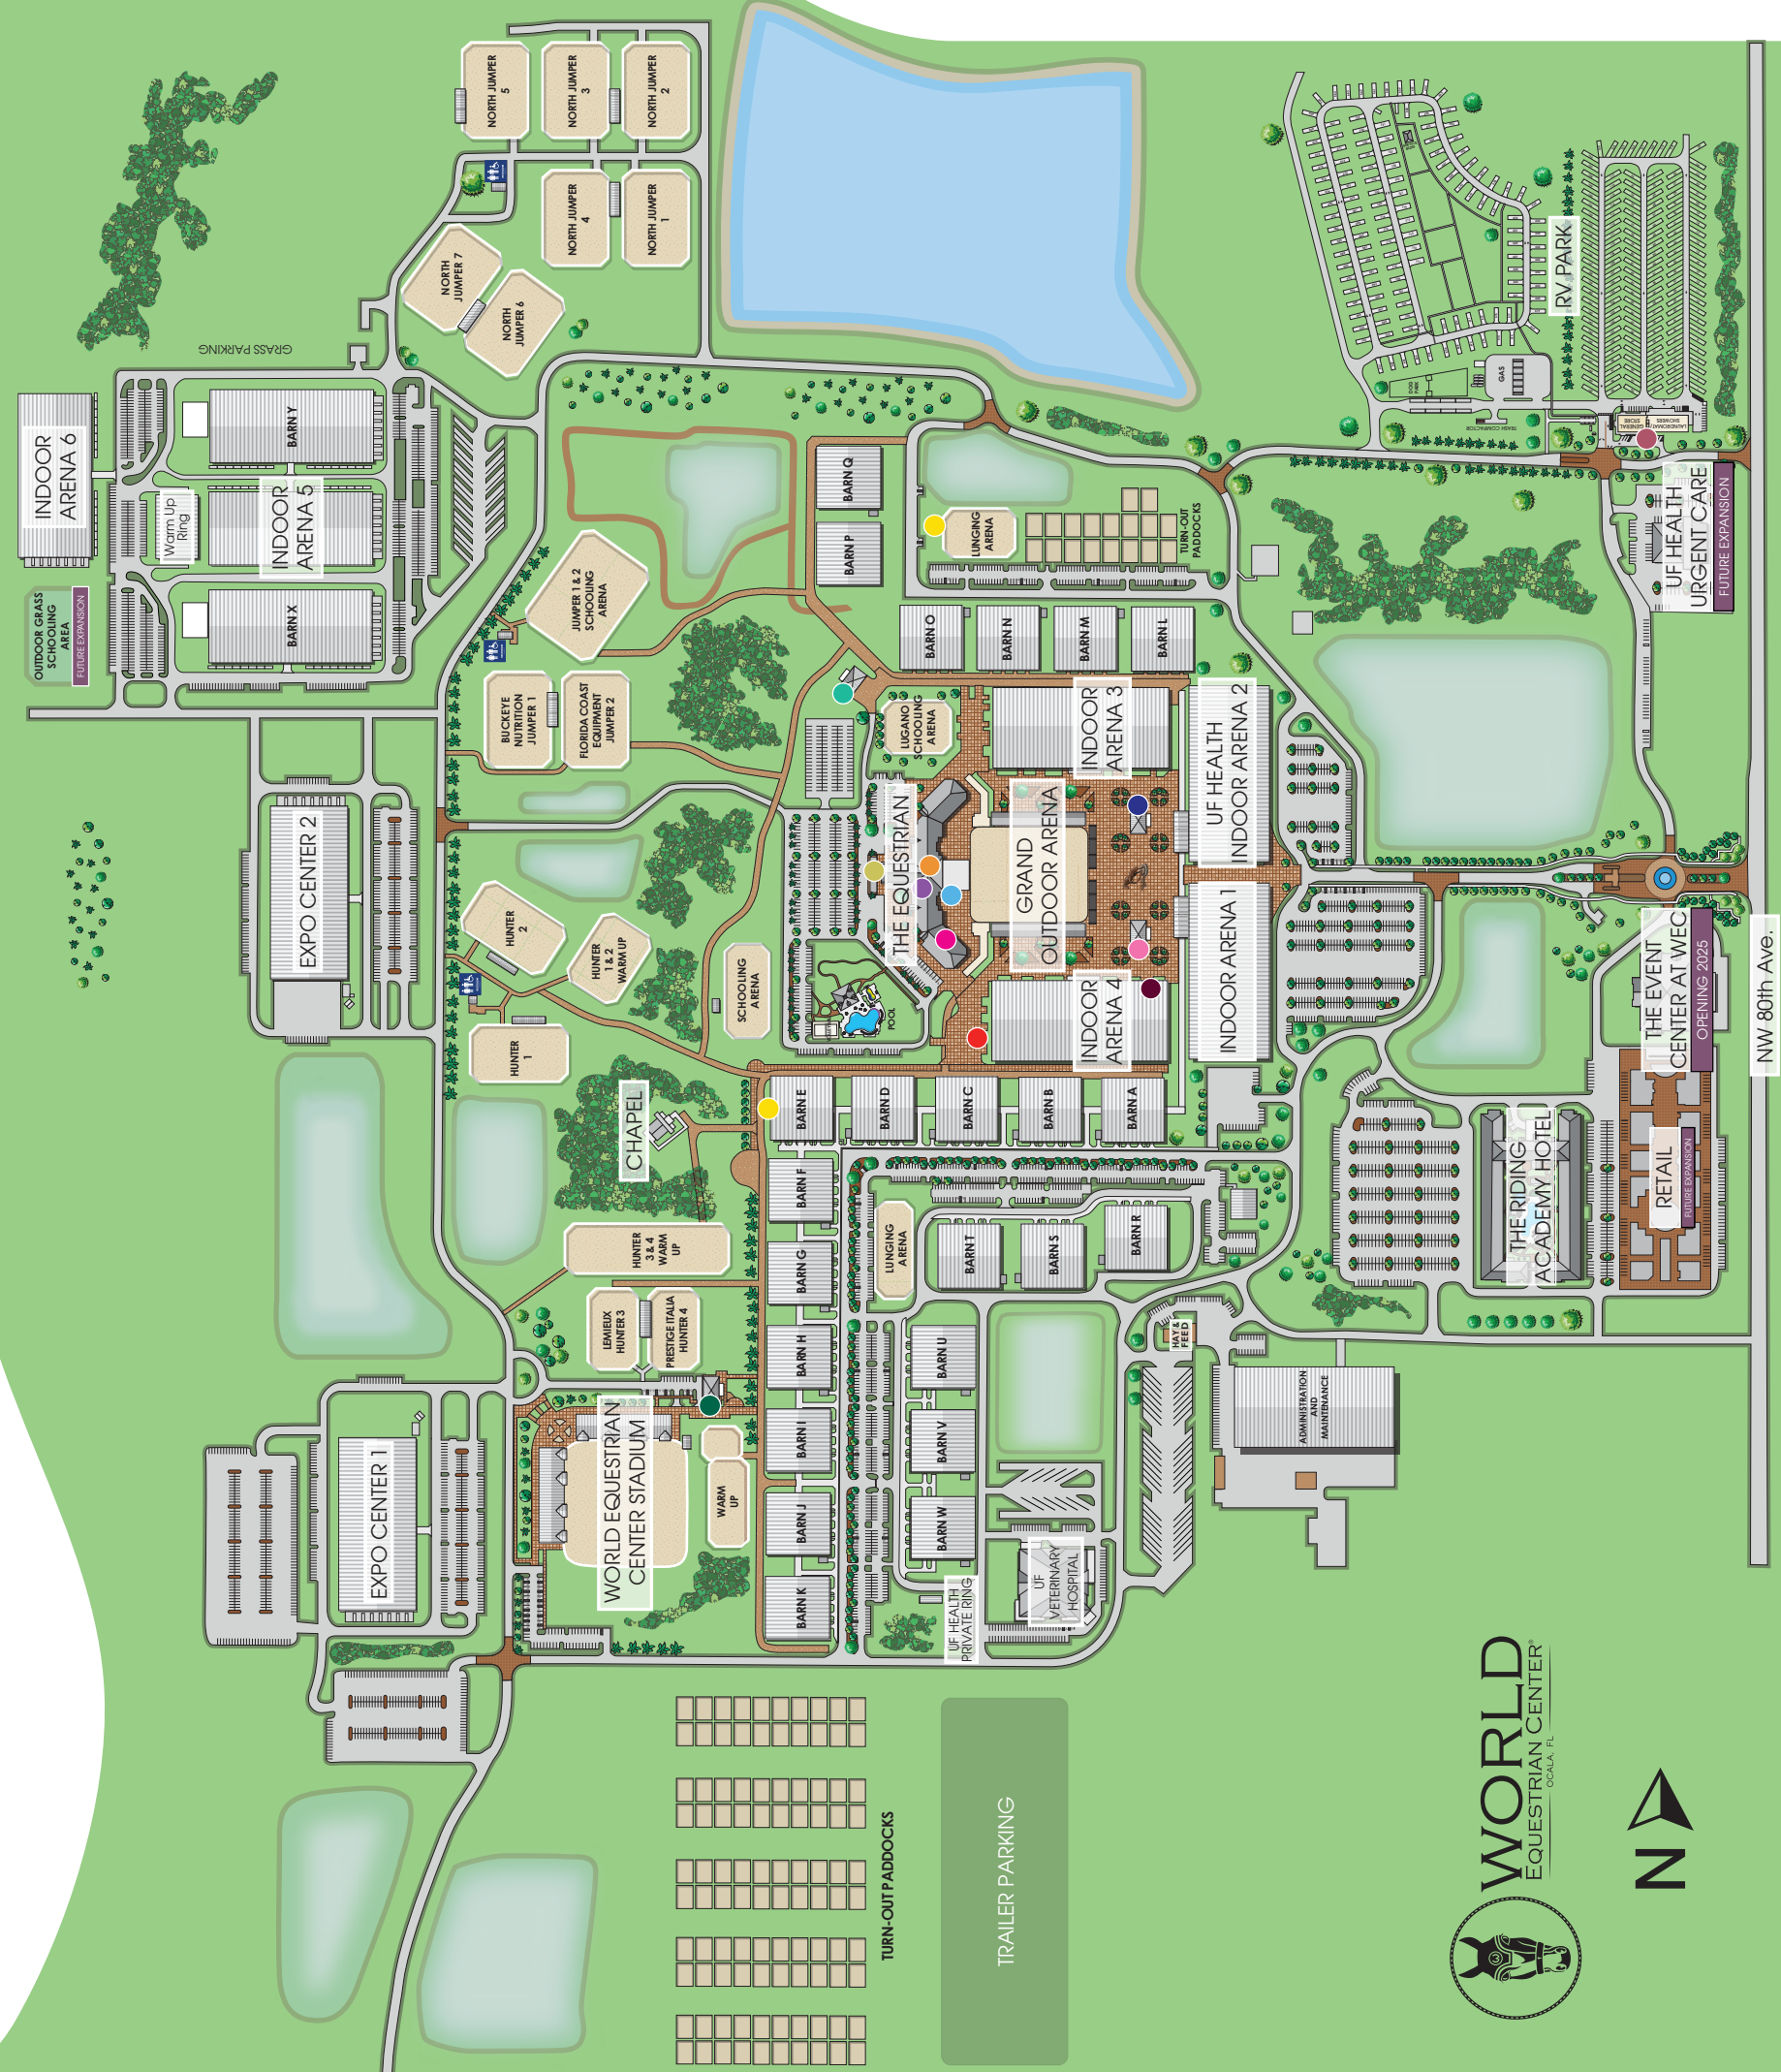 NORTH JUMPER
5
NORTH JUMPER
3
NORTH JUMPER
2
NORTH JUMPER
4
NORTH JUMPER
1
NORTH
JUMPER 7
NORTH
JUMPER 6
GRASS PARKING
INDOOR
ARENA 6
BARN Y
Warm Up
Ring
INDOOR
ARENA 5
BARN X
OUTDOOR GRASS
SCHOOLING
AREA
FUTURE EXPANSION
JUMPER 1 & 2
SCHOOLING
ARENA
BUCKEYE
NUTRITION
JUMPER 1
FLORIDA COAST
EQUIPMENT
JUMPER 2
BARN Q
BARN P
LUNGING
ARENA
TURN-OUT
PADDOCKS
BARN O
BARN N
BARN M
BARN L
RV PARK
GAS
DOG
PARK
TRASH COMPACTOR
GENERAL
STORE
LAUNDROMAT
SHOWERS
UF HEALTH
URGENT CARE
FUTURE EXPANSION
LUGANO
SCHOOLING
ARENA
INDOOR
ARENA 3
UF HEALTH
INDOOR ARENA 2
THE EQUESTRIAN
GRAND
OUTDOOR ARENA
INDOOR ARENA 1
INDOOR
ARENA 4
EXPO CENTER 2
HUNTER
2
HUNTER
1 & 2
WARM UP
SCHOOLING
ARENA
POOL
HUNTER
1
CHAPEL
BARN E
BARN D
BARN C
BARN B
BARN A
BARN F
BARN G
BARN H
BARN I
BARN J
BARN K
LUNGING
ARENA
BARN T
BARN S
BARN R
BARN U
BARN V
BARN W
HUNTER
3 & 4
WARM
UP
LEMIEUX
HUNTER 3
PRESTIGE ITALIA
HUNTER 4
WORLD EQUESTRIAN
CENTER STADIUM
WARM
UP
EXPO CENTER 1
UF HEALTH
PRIVATE RING
UF
VETERINARY
HOSPITAL
HAY &
FEED
ADMINISTRATION
AND
MAINTENANCE
THE EVENT
CENTER AT WEC
OPENING 2025
NW 80th Ave.
THE RIDING
ACADEMY HOTEL
RETAIL
FUTURE EXPANSION
TURN-OUT PADDOCKS
TRAILER PARKING
WORLD
EQUESTRIAN CENTER®
OCALA, FL
N